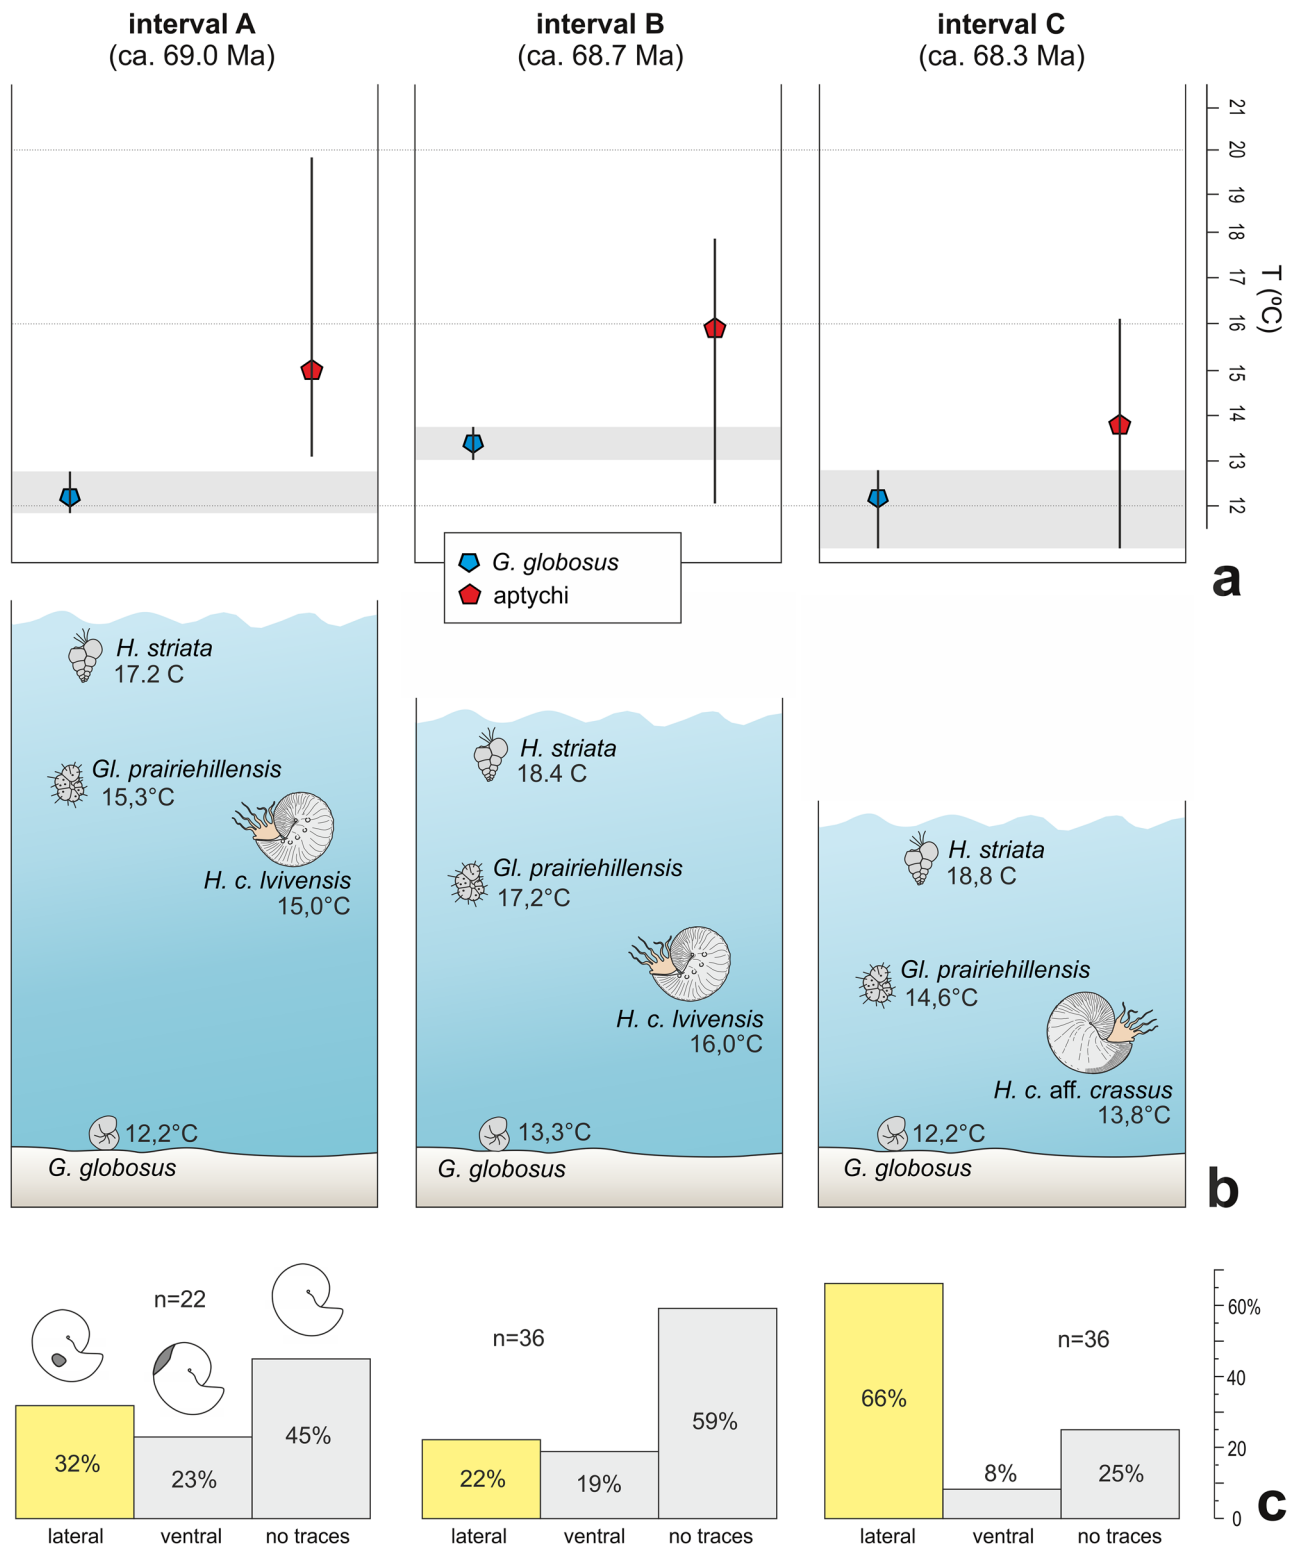 interval A
(ca. 69.0 Ma)
interval B
(ca. 68.7 Ma)
interval C
(ca. 68.3 Ma)
21
20
19
18
17
16
15
14
13
12
T (ºC)
G. globosus
aptychi
a
H. striata
17.2 C
Gl. prairiehillensis
15,3°C
H. c. lvivensis
15,0°C
12,2°C
G. globosus
H. striata
18.4 C
Gl. prairiehillensis
17,2°C
H. c. lvivensis
16,0°C
13,3°C
G. globosus
H. striata
18,8 C
Gl. prairiehillensis
14,6°C
H. c. aff. crassus
13,8°C
12,2°C
G. globosus
b
n=22
32%
23%
45%
lateral
ventral
no traces
n=36
22%
19%
59%
lateral
ventral
no traces
n=36
66%
8%
25%
lateral
ventral
no traces
60%
40
20
0
c